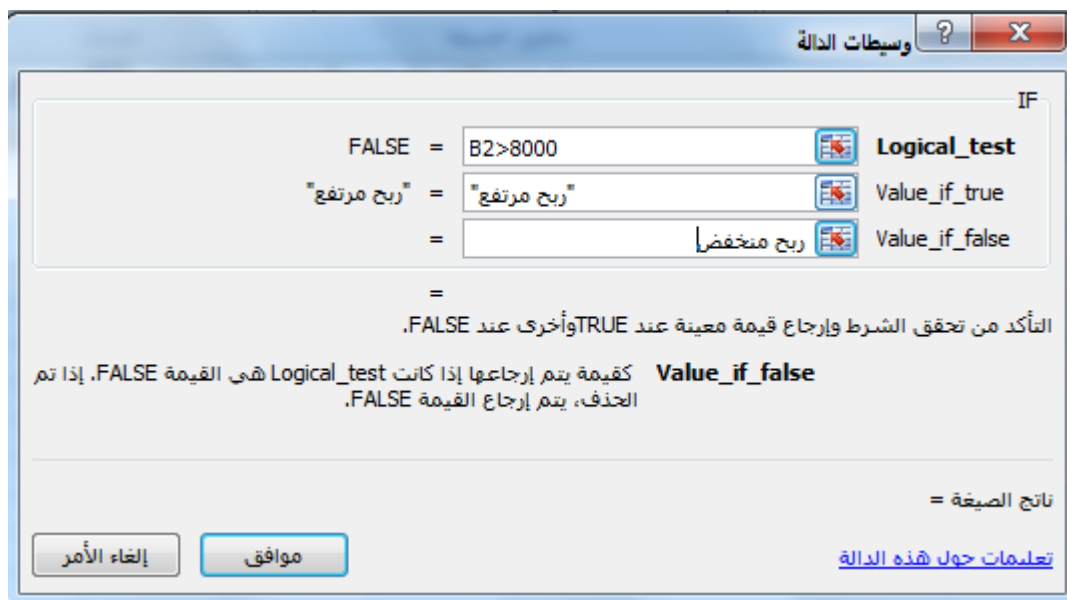 وسيطات الدالة
IF
Logical_test B2>8000 = FALSE
Value_if_true "ربح مرتفع" = "ربح مرتفع"
Value_if_false ربح منخفض =
=
التأكد من تحقق الشرط وإرجاع قيمة معينة عند TRUEوأخرى عند FALSE.
Value_if_false كقيمة يتم إرجاعها إذا كانت Logical_test هي القيمة FALSE. إذا تم
الحذف، يتم إرجاع القيمة FALSE.
ناتج الصيغة =
تعليمات حول هذه الدالة موافق إلغاء الأمر